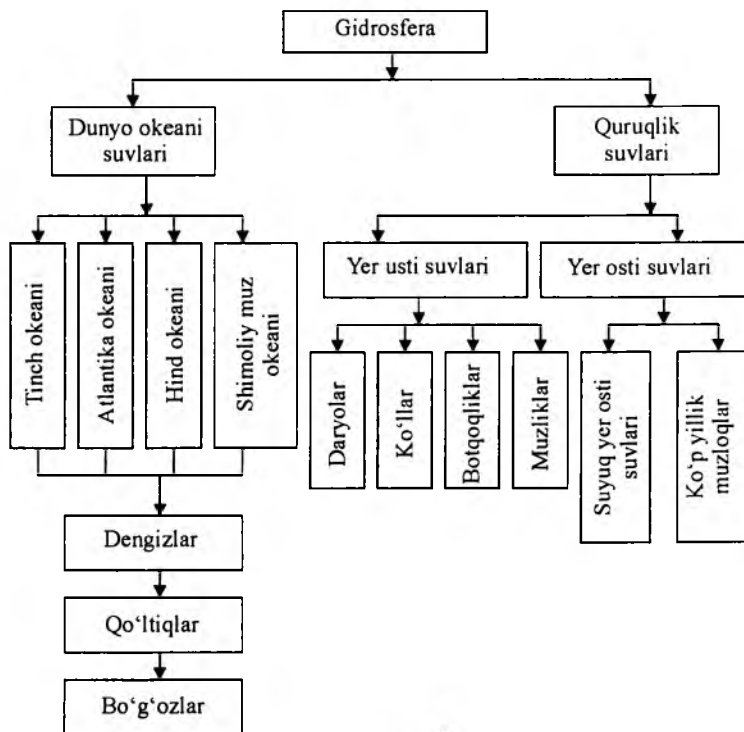 Gidrosfera
Dunyo okeani
suvlari
Quruqlik
suvlari
Tinch okeani
Atlantika okeani
Hind okeani
Shimoliy muz
okeani
Yer usti suvlari
Yer osti suvlari
Daryolar
Ko‘llar
Botqoqliklar
Muzliklar
Suyuq yer osti
suvlari
Ko‘p yillik
muzloqlar
Dengizlar
Qo‘ltiqlar
Bo‘g‘ozlar